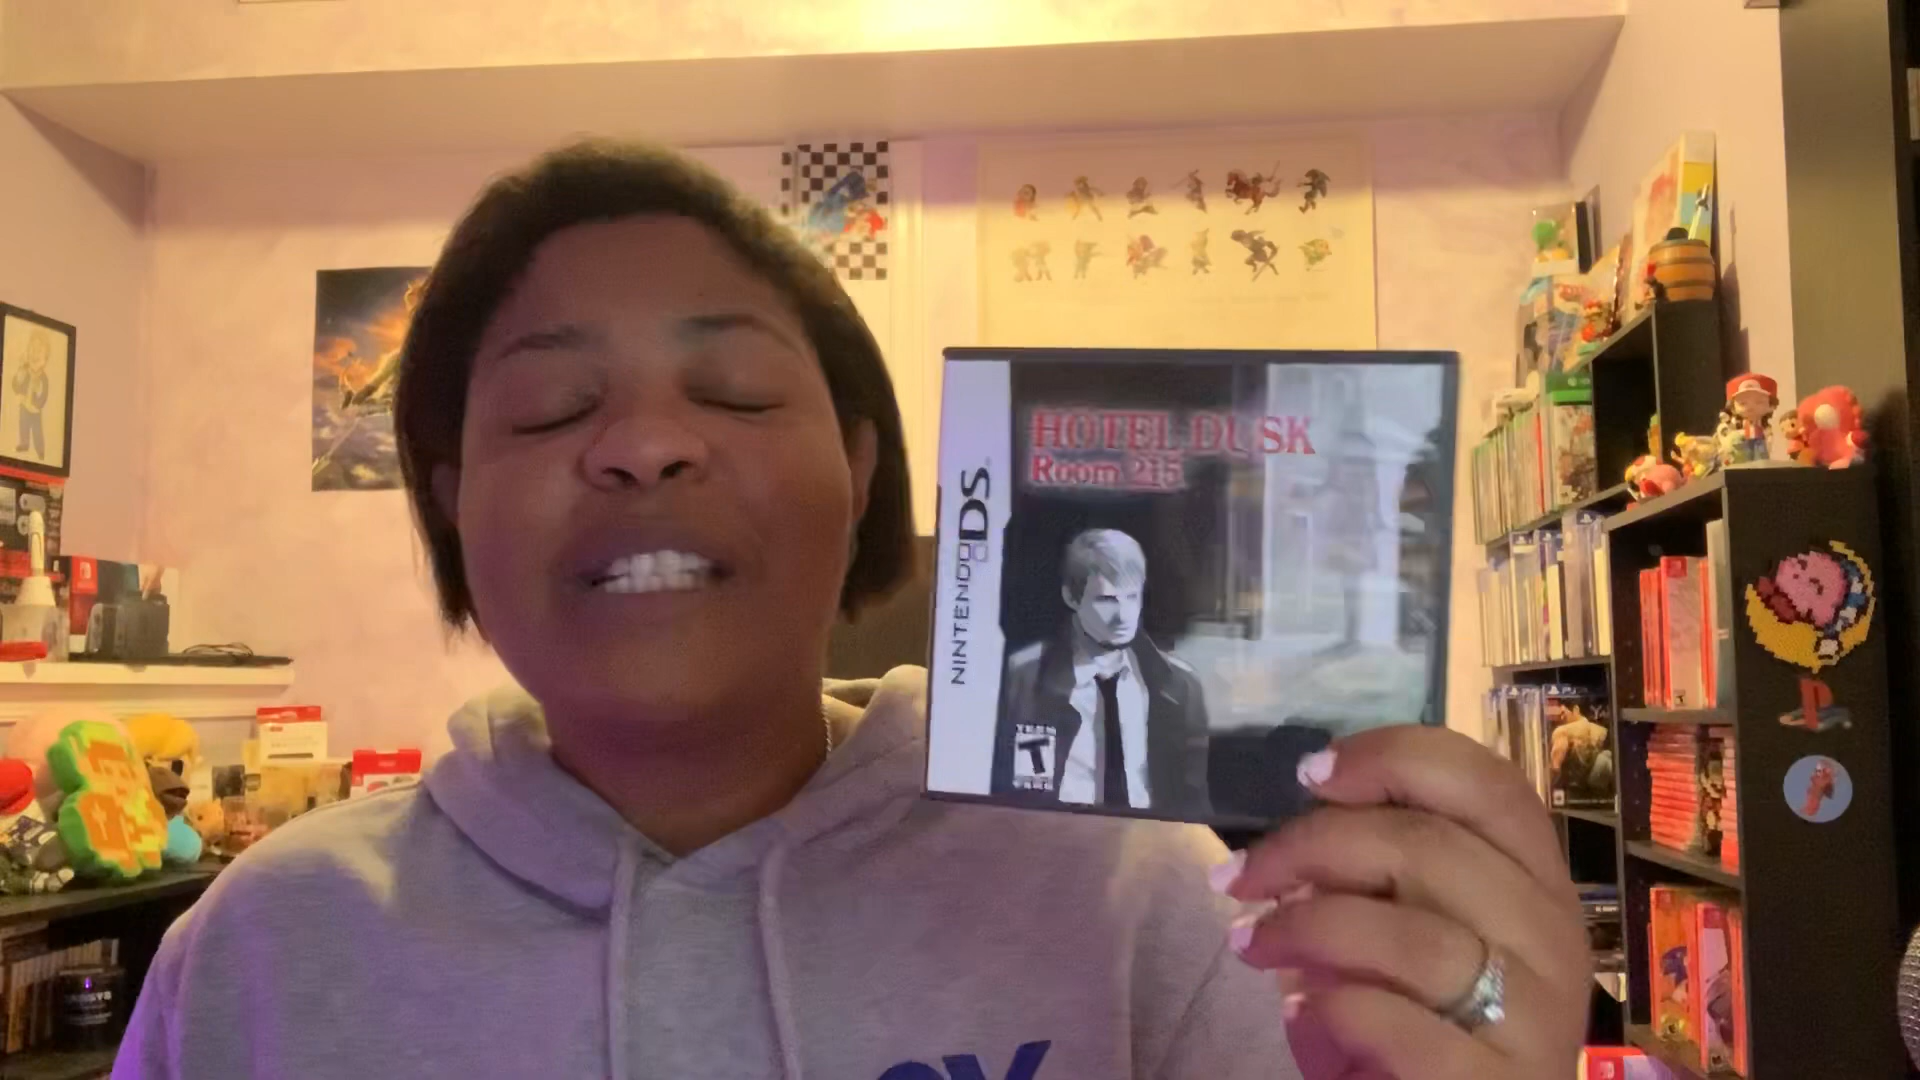 HOTEL DUSK
Room 215
NINTENDO DS
TEEN
T